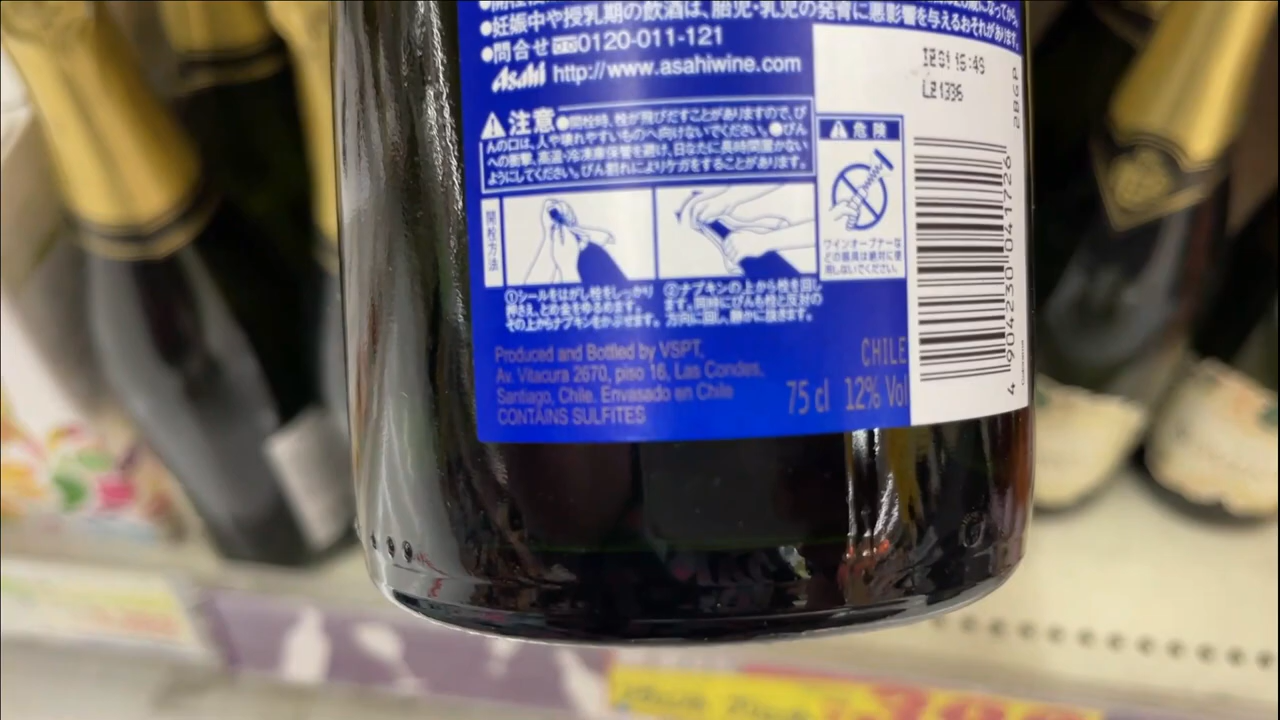 ●妊娠中や授乳期の飲酒は、胎児・乳児の発育に悪影響を与えるおそれがあります。
●問合せ 0120-011-121
Asahi http://www.asahiwine.com
注意●開栓時、栓が飛びだすことがありますので、び
んの口は、人や壊れやすいものへ向けないでください。●びん
への衝撃、高温・冷凍庫保管を避け、日なたに長時間置かない
ようにしてください。びん割れによりケガをすることがあります。
開栓方法
①シールをはがし栓をしっかり
押さえ、とめ金をゆるめます。
その上からナプキンをかぶせます。
②ナプキンの上から栓を回し
ます。同時にびんも栓と反対の
方向に回し、静かに抜きます。
危険
ワインオープナーな
どの器具は絶対に使
用しないでください。
Produced and Bottled by VSPT,
Av. Vitacura 2670, piso 16, Las Condes,
Santiago, Chile. Envasado en Chile
CONTAINS SULFITES
CHILE
75 cl 12% Vol
15:49
L21336
2B6P
4 904230 041726